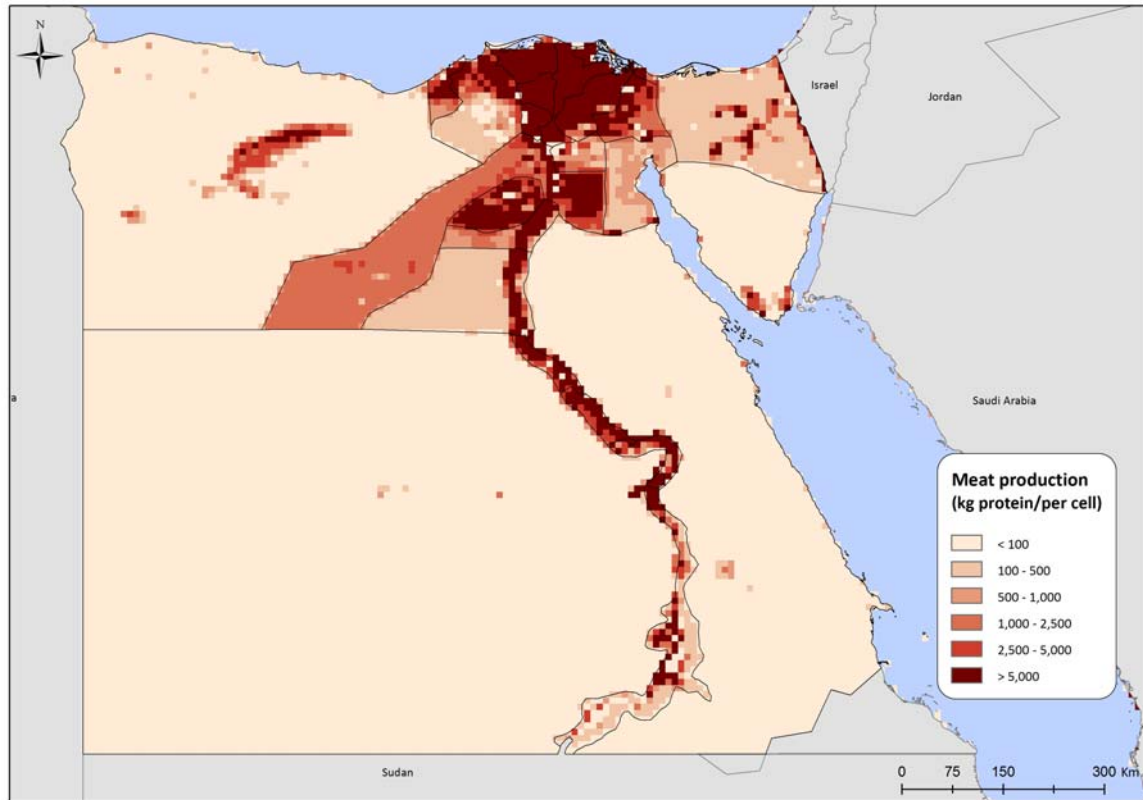 N
Israel
Jordan
a
Saudi Arabia
Meat production
(kg protein/per cell)
< 100
100 - 500
500 - 1,000
1,000 - 2,500
2,500 - 5,000
> 5,000
Sudan
0 75 150 300 Km